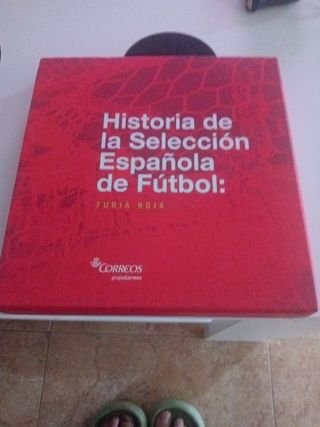 Historia de
la Selección
Española
de Fútbol:
FURIA ROJA
CORREOS
grupoCorreos